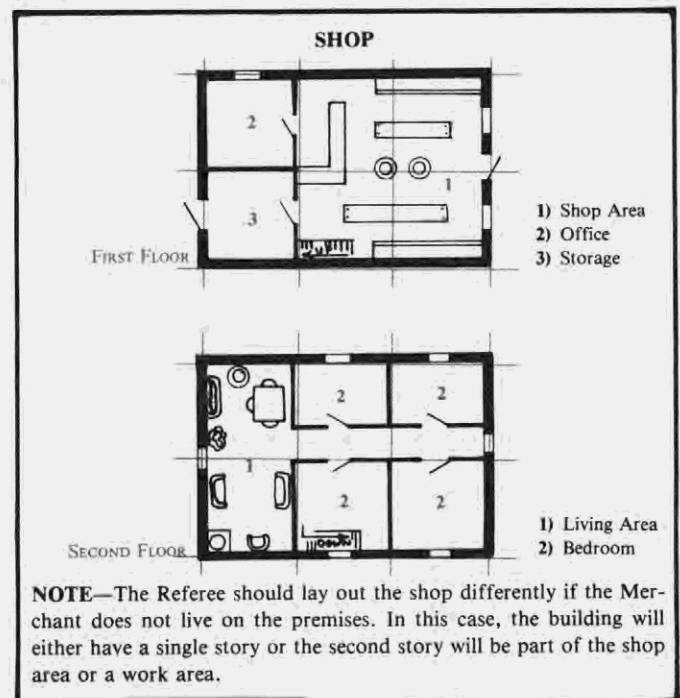 SHOP
2
1
3
1) Shop Area
2) Office
3) Storage
FIRST FLOOR
UP
2
2
1
2
2
DOWN
1) Living Area
2) Bedroom
SECOND FLOOR
NOTE—The Referee should lay out the shop differently if the Mer-
chant does not live on the premises. In this case, the building will
either have a single story or the second story will be part of the shop
area or a work area.